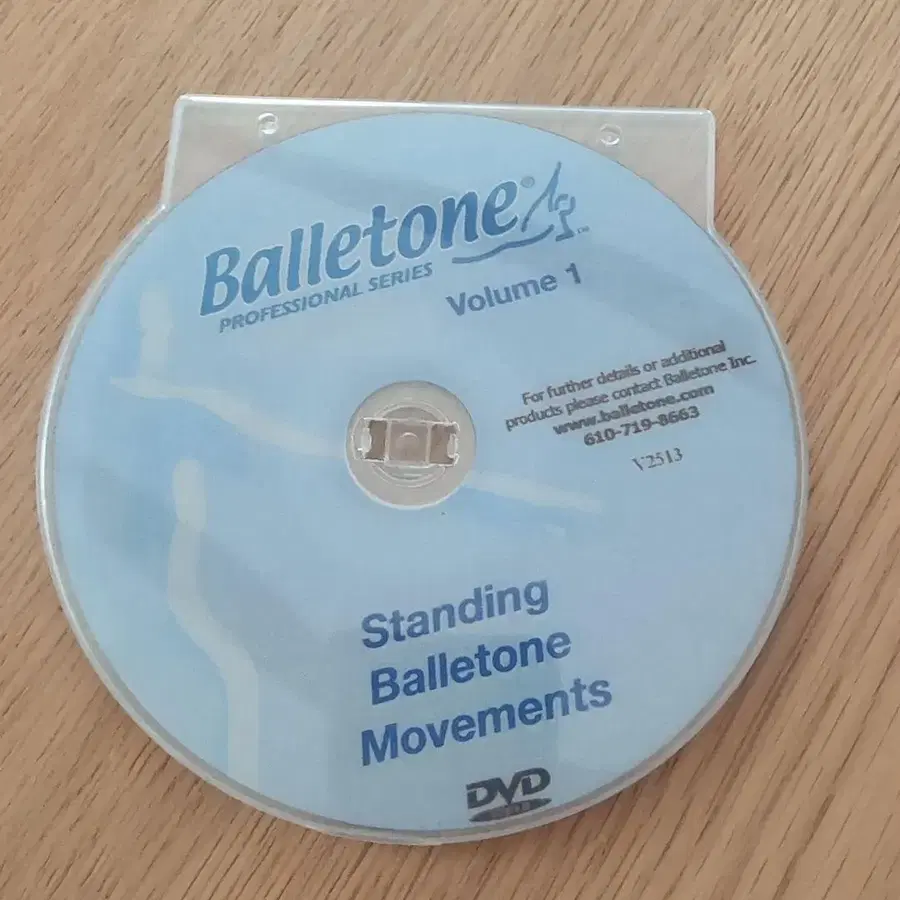 Balletone®
PROFESSIONAL SERIES
Volume 1
For further details or additional
products please contact Balletone Inc.
www.balletone.com
610-719-8663
V2513
Standing
Balletone
Movements
DVD